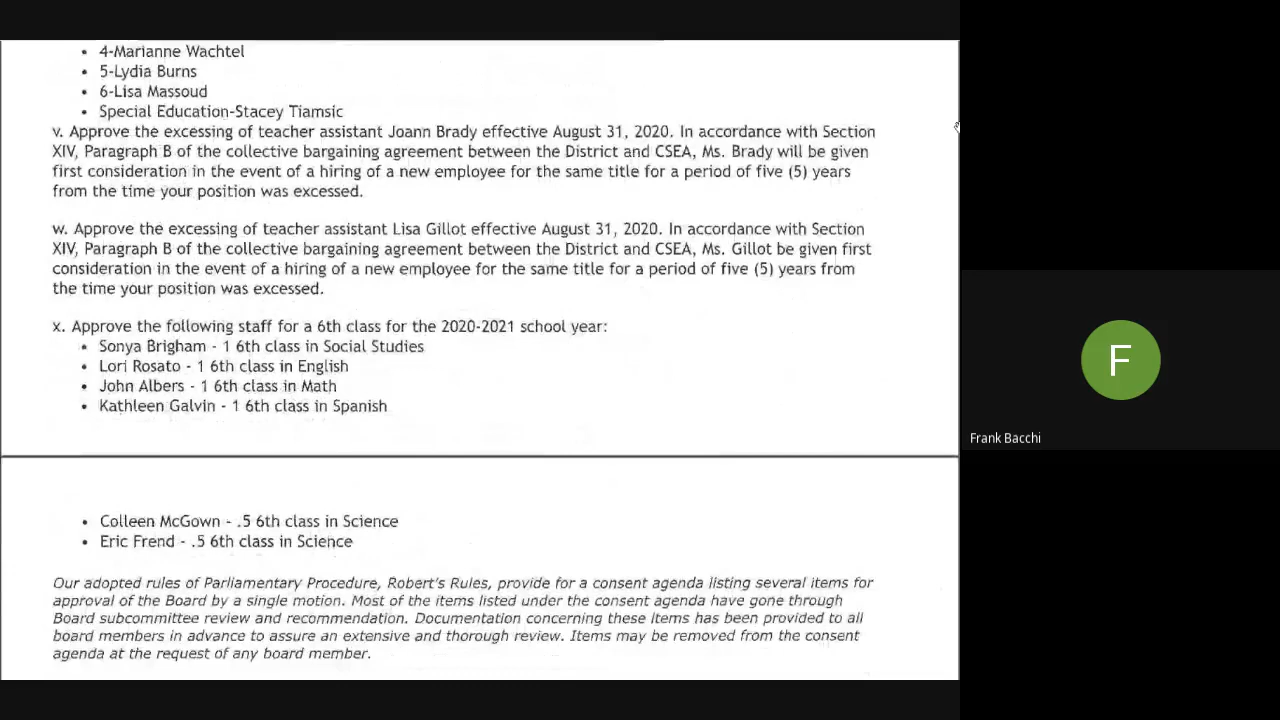 • 4-Marianne Wachtel
• 5-Lydia Burns
• 6-Lisa Massoud
• Special Education-Stacey Tiamsic
v. Approve the excessing of teacher assistant Joann Brady effective August 31, 2020. In accordance with Section
XIV, Paragraph B of the collective bargaining agreement between the District and CSEA, Ms. Brady will be given
first consideration in the event of a hiring of a new employee for the same title for a period of five (5) years
from the time your position was excessed.
w. Approve the excessing of teacher assistant Lisa Gillot effective August 31, 2020. In accordance with Section
XIV, Paragraph B of the collective bargaining agreement between the District and CSEA, Ms. Gillot be given first
consideration in the event of a hiring of a new employee for the same title for a period of five (5) years from
the time your position was excessed.
x. Approve the following staff for a 6th class for the 2020-2021 school year:
• Sonya Brigham - 1 6th class in Social Studies
• Lori Rosato - 1 6th class in English
• John Albers - 1 6th class in Math
• Kathleen Galvin - 1 6th class in Spanish
• Colleen McGown - .5 6th class in Science
• Eric Frend - .5 6th class in Science
Our adopted rules of Parliamentary Procedure, Robert's Rules, provide for a consent agenda listing several items for
approval of the Board by a single motion. Most of the items listed under the consent agenda have gone through
Board subcommittee review and recommendation. Documentation concerning these items has been provided to all
board members in advance to assure an extensive and thorough review. Items may be removed from the consent
agenda at the request of any board member.
F
Frank Bacchi